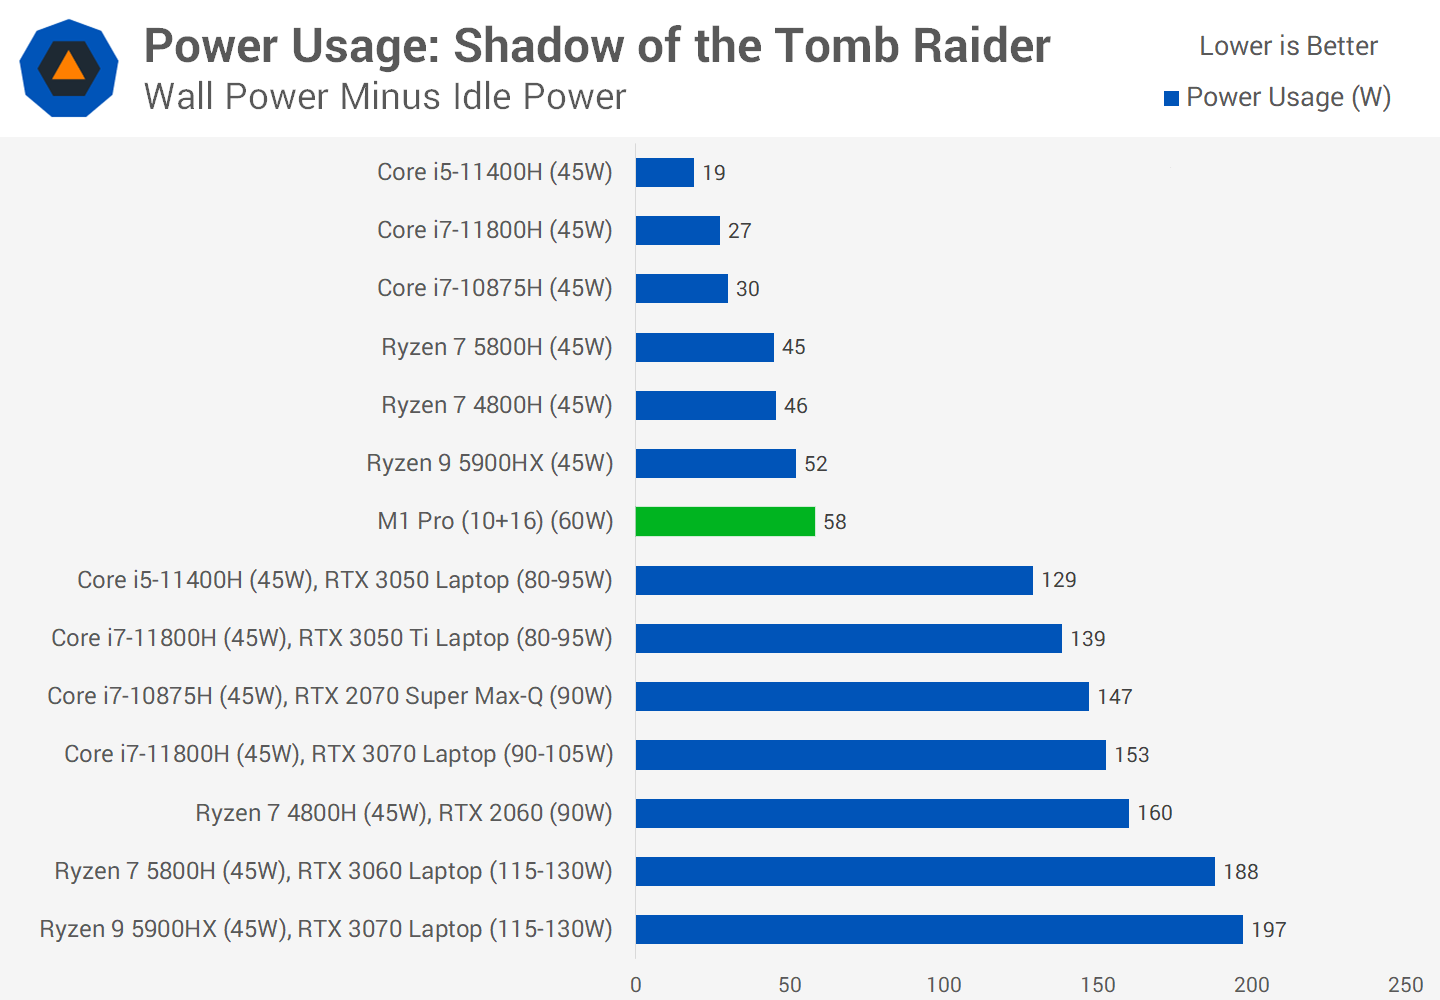 Power Usage: Shadow of the Tomb Raider
Wall Power Minus Idle Power
Lower is Better
Power Usage (W)
Core i5-11400H (45W) 19
Core i7-11800H (45W) 27
Core i7-10875H (45W) 30
Ryzen 7 5800H (45W) 45
Ryzen 7 4800H (45W) 46
Ryzen 9 5900HX (45W) 52
M1 Pro (10+16) (60W) 58
Core i5-11400H (45W), RTX 3050 Laptop (80-95W) 129
Core i7-11800H (45W), RTX 3050 Ti Laptop (80-95W) 139
Core i7-10875H (45W), RTX 2070 Super Max-Q (90W) 147
Core i7-11800H (45W), RTX 3070 Laptop (90-105W) 153
Ryzen 7 4800H (45W), RTX 2060 (90W) 160
Ryzen 7 5800H (45W), RTX 3060 Laptop (115-130W) 188
Ryzen 9 5900HX (45W), RTX 3070 Laptop (115-130W) 197
0 50 100 150 200 250